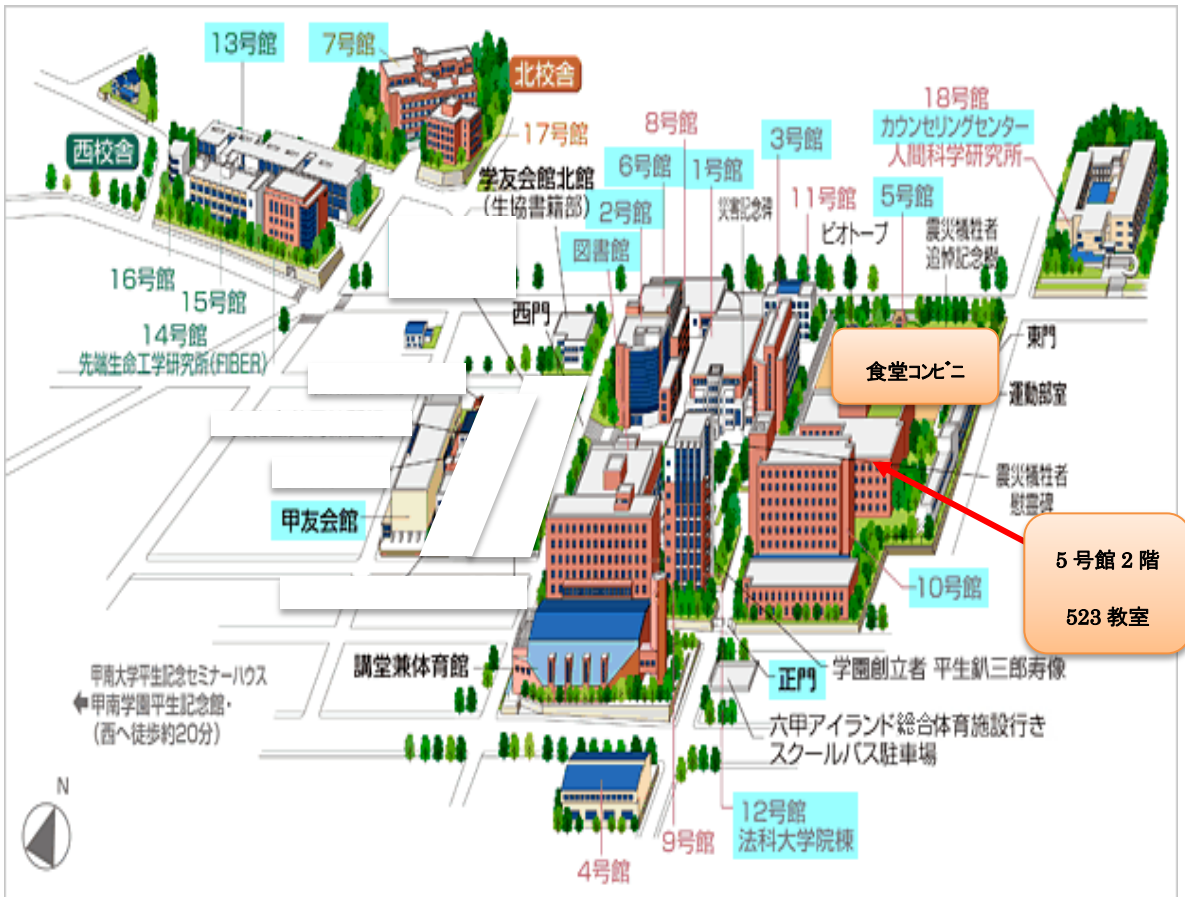 13号館
7号館
北校舎
西校舎
17号館
学友会館北館
(生協書籍部)
8号館
6号館
2号館
図書館
1号館
災害記念碑
3号館
11号館
ビオトープ
5号館
震災犠牲者
追悼記念樹
18号館
カウンセリングセンター
人間科学研究所
16号館
15号館
14号館
先端生命工学研究所(FIBER)
西門
東門
食堂コンビニ
運動部室
震災犠牲者
慰霊碑
甲友会館
5号館2階
523教室
10号館
講堂兼体育館
正門
学園創立者 平生釟三郎寿像
甲南大学平生記念セミナーハウス
甲南学園平生記念館・
(西へ徒歩約20分)
六甲アイランド総合体育施設行き
スクールバス駐車場
N
12号館
法科大学院棟
9号館
4号館